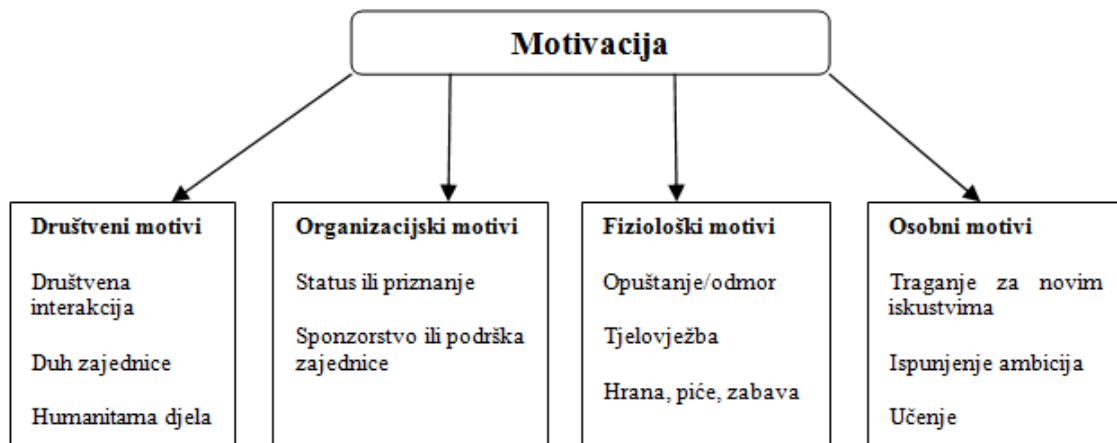 Motivacija
Društveni motivi
Društvena
interakcija
Duh zajednice
Humanitarna djela
Organizacijski motivi
Status ili priznanje
Sponzorstvo ili podrška
zajednice
Fiziološki motivi
Opuštanje/odmor
Tjelovježba
Hrana, piće, zabava
Osobni motivi
Traganje za novim
iskustvima
Ispunjenje ambicija
Učenje